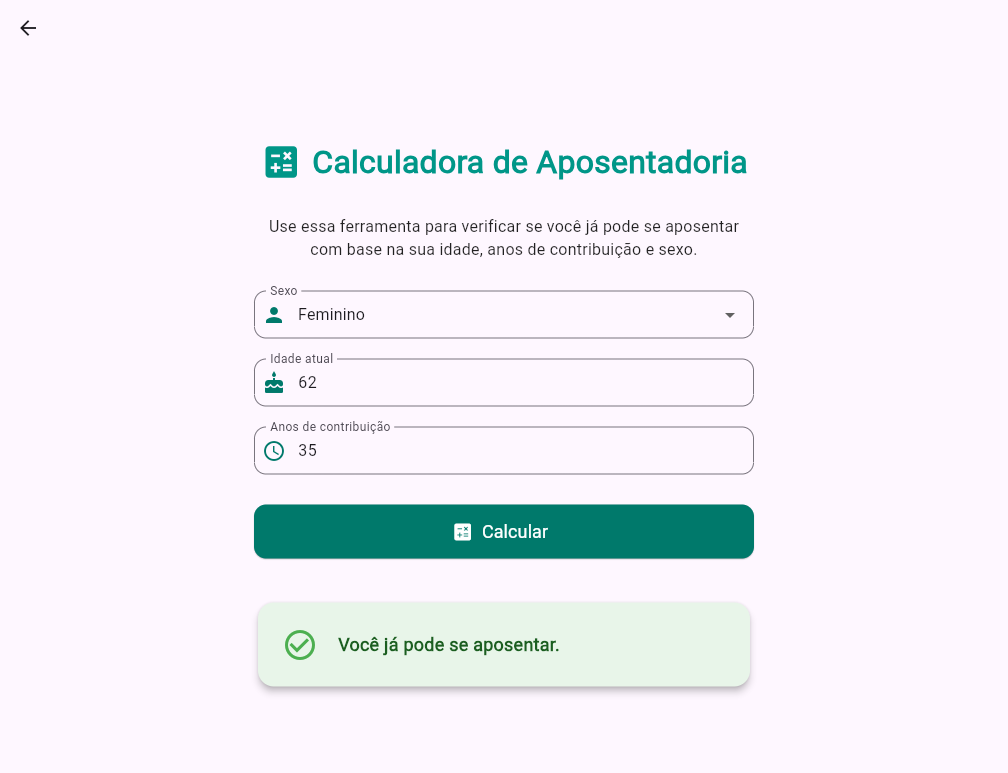 Calculadora de Aposentadoria
Use essa ferramenta para verificar se você já pode se aposentar
com base na sua idade, anos de contribuição e sexo.
Sexo
Feminino
Idade atual
62
Anos de contribuição
35
Calcular
Você já pode se aposentar.